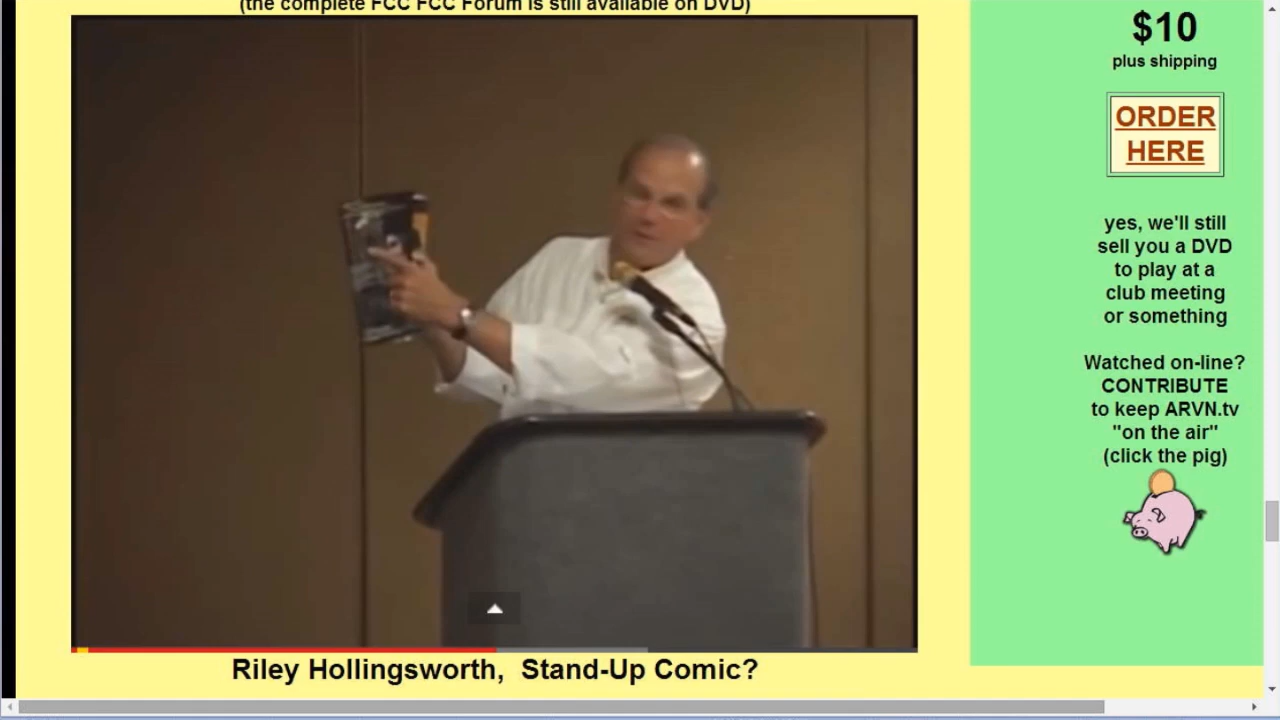 (the complete FCC FCC Forum is still available on DVD)
$10
plus shipping
ORDER
HERE
yes, we'll still
sell you a DVD
to play at a
club meeting
or something
Watched on-line?
CONTRIBUTE
to keep ARVN.tv
"on the air"
(click the pig)
Riley Hollingsworth, Stand-Up Comic?